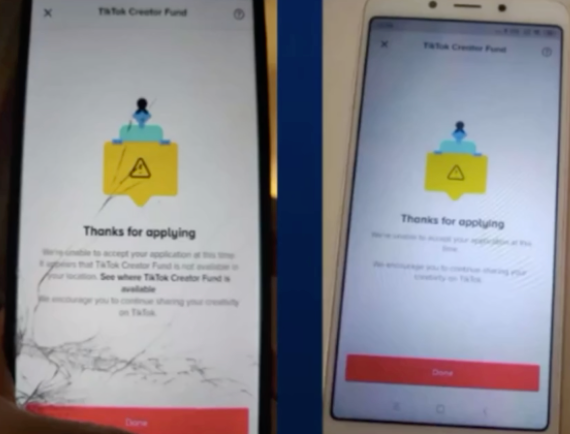 TikTok Creator Fund
Thanks for applying
We're unable to accept your application at this time.
It appears that TikTok Creator Fund is not available in
your location. See where TikTok Creator Fund is
available
We encourage you to continue sharing your creativity
on TikTok.
Done
TikTok Creator Fund
Thanks for applying
We're unable to accept your application at this
time.
We encourage you to continue sharing your
creativity on TikTok.
Done